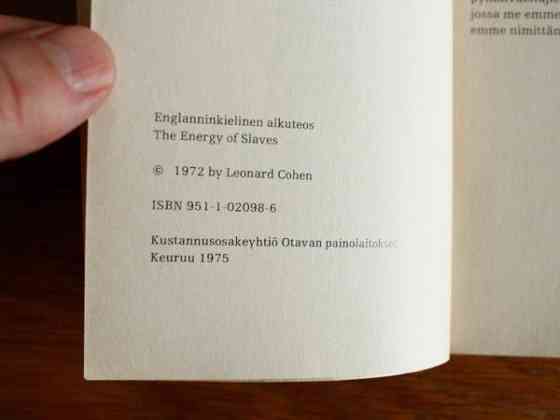 Englanninkielinen alkuteos
The Energy of Slaves
© 1972 by Leonard Cohen
ISBN 951-1-02098-6
Kustannusosakeyhtiö Otavan painolaitokset
Keuruu 1975
jossa me emme
emme nimittän